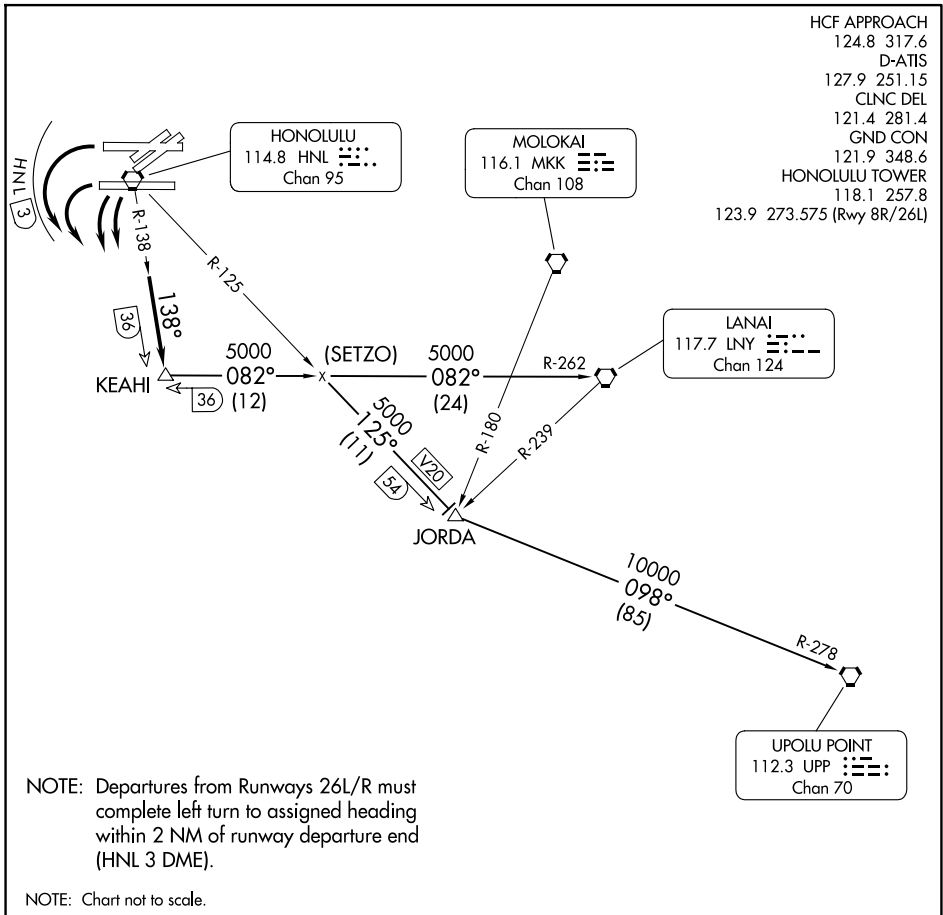 HCF APPROACH
124.8 317.6
D-ATIS
127.9 251.15
CLNC DEL
121.4 281.4
GND CON
121.9 348.6
HONOLULU TOWER
118.1 257.8
123.9 273.575 (Rwy 8R/26L)
HONOLULU
114.8 HNL
Chan 95
MOLOKAI
116.1 MKK
Chan 108
HNL 3
R-138
R-125
138°
36
KEAHI
36
5000
082°
(12)
(SETZO)
5000
082°
(24)
R-262
LANAI
117.7 LNY
Chan 124
R-180
R-239
5000
125°
(11)
V20
54
JORDA
10000
098°
(85)
R-278
UPOLU POINT
112.3 UPP
Chan 70
NOTE: Departures from Runways 26L/R must
complete left turn to assigned heading
within 2 NM of runway departure end
(HNL 3 DME).
NOTE: Chart not to scale.